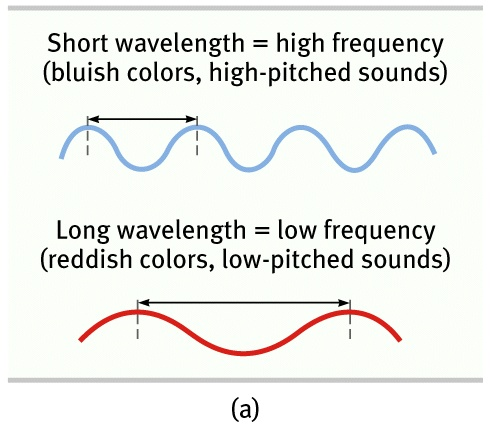 Short wavelength = high frequency
(bluish colors, high-pitched sounds)
Long wavelength = low frequency
(reddish colors, low-pitched sounds)
(a)